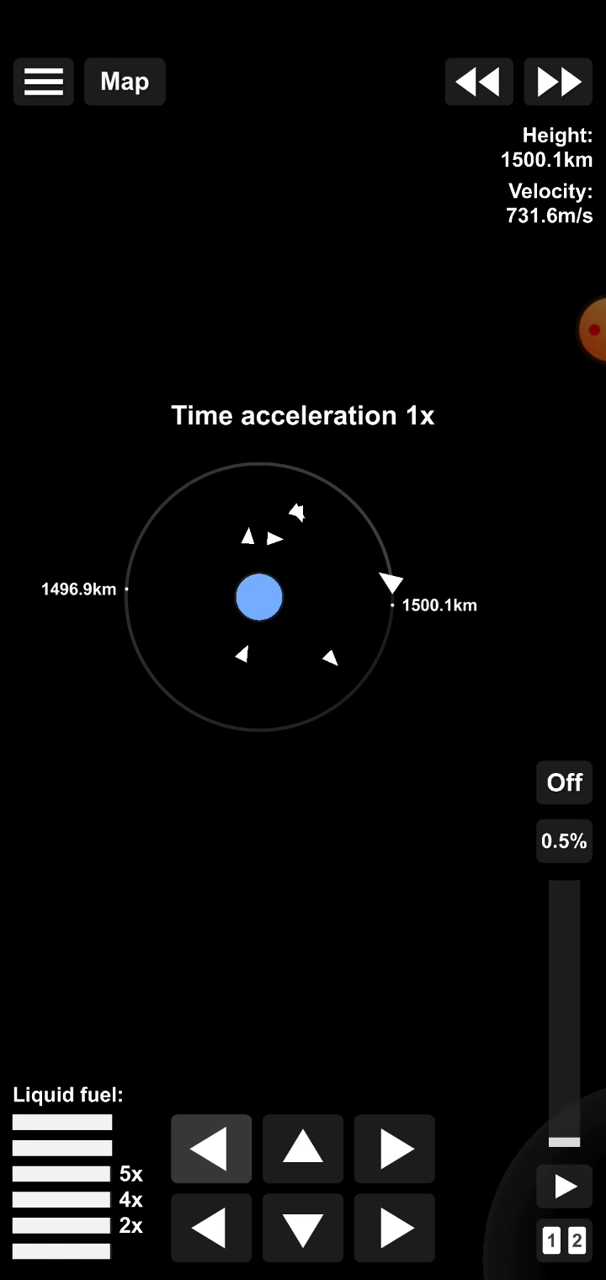 Map
Height:
1500.1km
Velocity:
731.6m/s
Time acceleration 1x
1496.9km
1500.1km
Off
0.5%
Liquid fuel:
5x
4x
2x
1 2